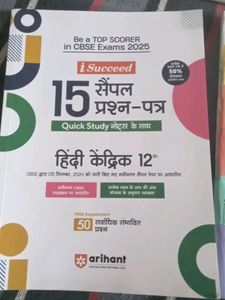 Be a TOP SCORER
in CBSE Exams 2025
i Succeed
15 सैंपल
प्रश्न-पत्र
Quick Study नोट्स के साथ
50%
हिंदी केंद्रिक 12th
CBSE द्वारा 05 सितम्बर, 2024 को जारी किए गए नवीनतम सैंपल पेपर पर आधारित
FREE Supplement
50 सर्वाधिक संभावित
प्रश्न
arihant